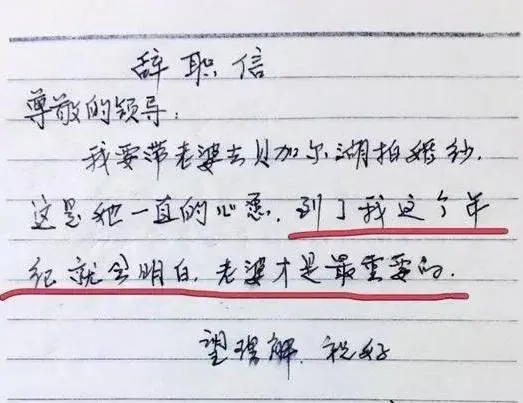 辞职信
尊敬的领导:
我要带老婆去贝加尔湖拍婚纱,
这是她一直的心愿,到了我这个年
纪就会明白,老婆才是最重要的.
望理解,祝好